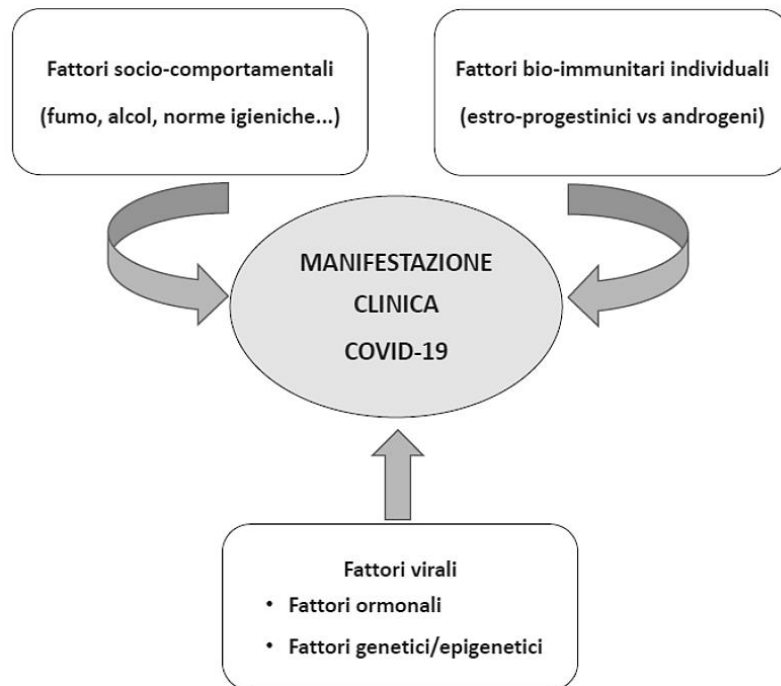 Fattori socio-comportamentali
(fumo, alcol, norme igieniche...)
Fattori bio-immunitari individuali
(estro-progestinici vs androgeni)
MANIFESTAZIONE
CLINICA
COVID-19
Fattori virali
• Fattori ormonali
• Fattori genetici/epigenetici